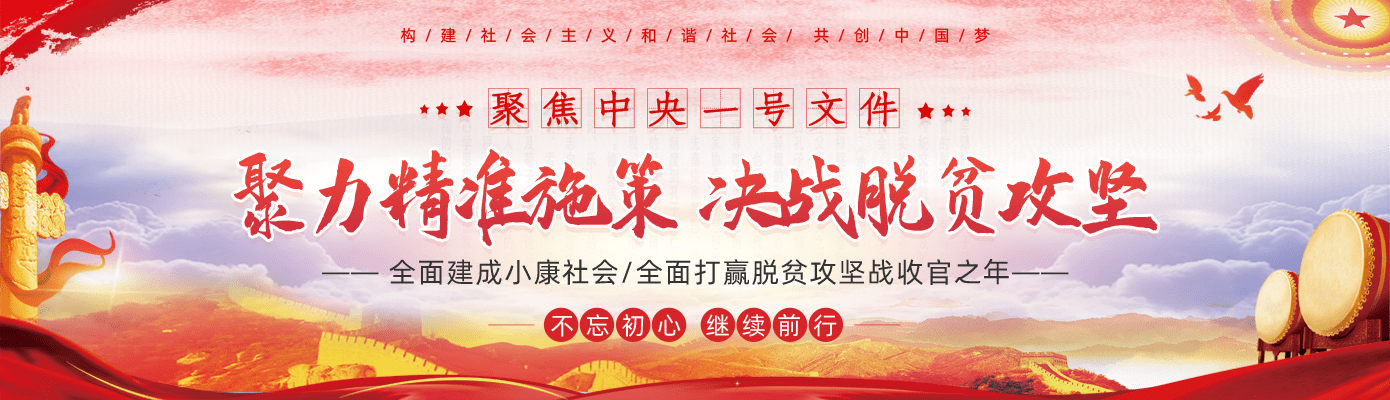 构/建/社/会/主/义/和/谐/社/会/ 共/创/中/国/梦
聚焦中央一号文件
聚力精准施策 决战脱贫攻坚
—— 全面建成小康社会/全面打赢脱贫攻坚战收官之年——
不忘初心 继续前行